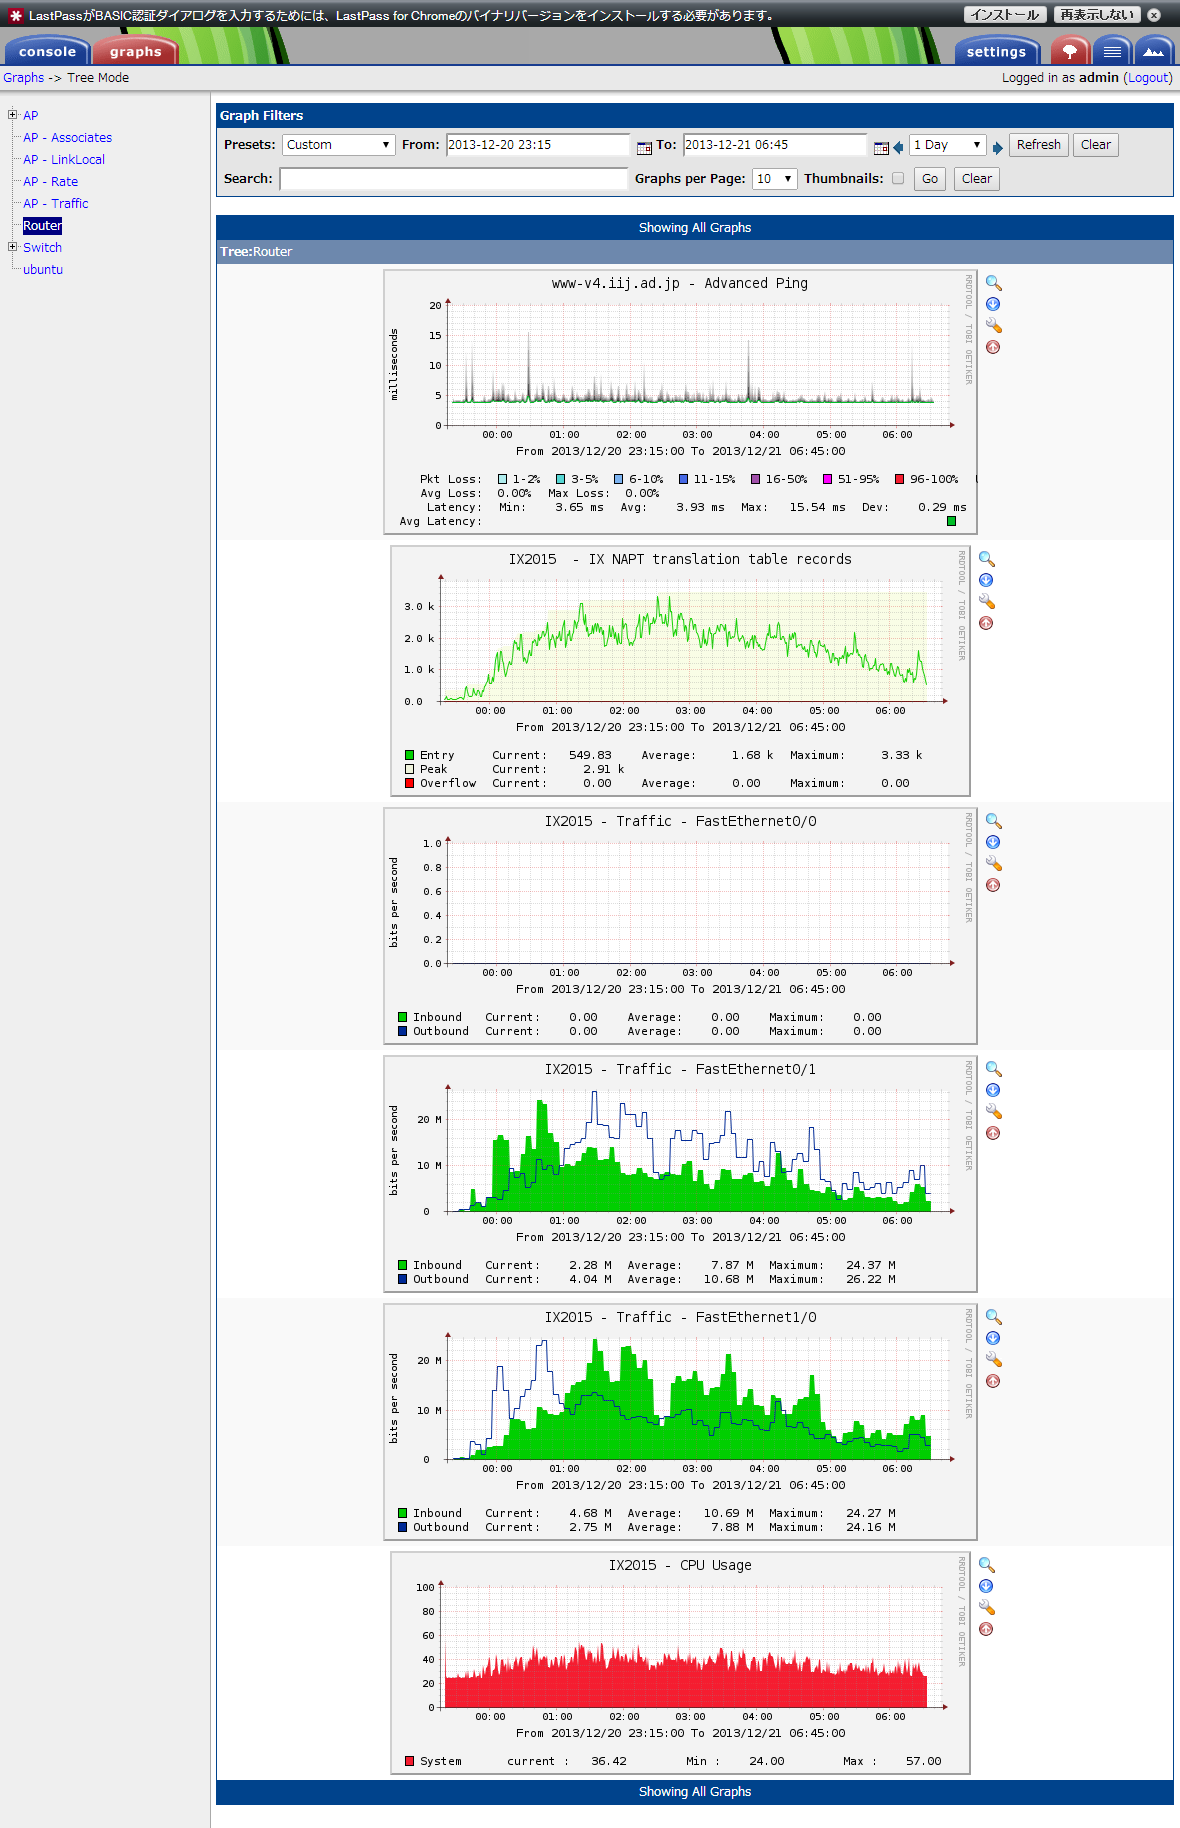 LastPassがBASIC認証ダイアログを入力するためには、LastPass for Chromeのバイナリバージョンをインストールする必要があります。 インストール 再表示しない
console graphs settings
Graphs -> Tree Mode Logged in as admin (Logout)
AP
AP - Associates
AP - LinkLocal
AP - Rate
AP - Traffic
Router
Switch
ubuntu
Graph Filters
Presets: Custom From: 2013-12-20 23:15 To: 2013-12-21 06:45 1 Day Refresh Clear
Search: Graphs per Page: 10 Thumbnails: Go Clear
Showing All Graphs
Tree:Router
www-v4.iij.ad.jp - Advanced Ping
RRDTOOL / TOBI OETIKER
milliseconds
20
15
10
5
0
00:00 01:00 02:00 03:00 04:00 05:00 06:00
From 2013/12/20 23:15:00 To 2013/12/21 06:45:00
Pkt Loss: 1-2% 3-5% 6-10% 11-15% 16-50% 51-95% 96-100%
Avg Loss: 0.00% Max Loss: 0.00%
Latency: Min: 3.65 ms Avg: 3.93 ms Max: 15.54 ms Dev: 0.29 ms
Avg Latency:
IX2015 - IX NAPT translation table records
RRDTOOL / TOBI OETIKER
3.0 k
2.0 k
1.0 k
0.0
00:00 01:00 02:00 03:00 04:00 05:00 06:00
From 2013/12/20 23:15:00 To 2013/12/21 06:45:00
Entry Current: 549.83 Average: 1.68 k Maximum: 3.33 k
Peak Current: 2.91 k
Overflow Current: 0.00 Average: 0.00 Maximum: 0.00
IX2015 - Traffic - FastEthernet0/0
RRDTOOL / TOBI OETIKER
bits per second
1.0
0.8
0.6
0.4
0.2
0.0
00:00 01:00 02:00 03:00 04:00 05:00 06:00
From 2013/12/20 23:15:00 To 2013/12/21 06:45:00
Inbound Current: 0.00 Average: 0.00 Maximum: 0.00
Outbound Current: 0.00 Average: 0.00 Maximum: 0.00
IX2015 - Traffic - FastEthernet0/1
RRDTOOL / TOBI OETIKER
bits per second
20 M
10 M
0
00:00 01:00 02:00 03:00 04:00 05:00 06:00
From 2013/12/20 23:15:00 To 2013/12/21 06:45:00
Inbound Current: 2.28 M Average: 7.87 M Maximum: 24.37 M
Outbound Current: 4.04 M Average: 10.68 M Maximum: 26.22 M
IX2015 - Traffic - FastEthernet1/0
RRDTOOL / TOBI OETIKER
bits per second
20 M
10 M
0
00:00 01:00 02:00 03:00 04:00 05:00 06:00
From 2013/12/20 23:15:00 To 2013/12/21 06:45:00
Inbound Current: 4.68 M Average: 10.69 M Maximum: 24.27 M
Outbound Current: 2.75 M Average: 7.88 M Maximum: 24.16 M
IX2015 - CPU Usage
RRDTOOL / TOBI OETIKER
100
80
60
40
20
0
00:00 01:00 02:00 03:00 04:00 05:00 06:00
From 2013/12/20 23:15:00 To 2013/12/21 06:45:00
System current : 36.42 Min : 24.00 Max : 57.00
Showing All Graphs